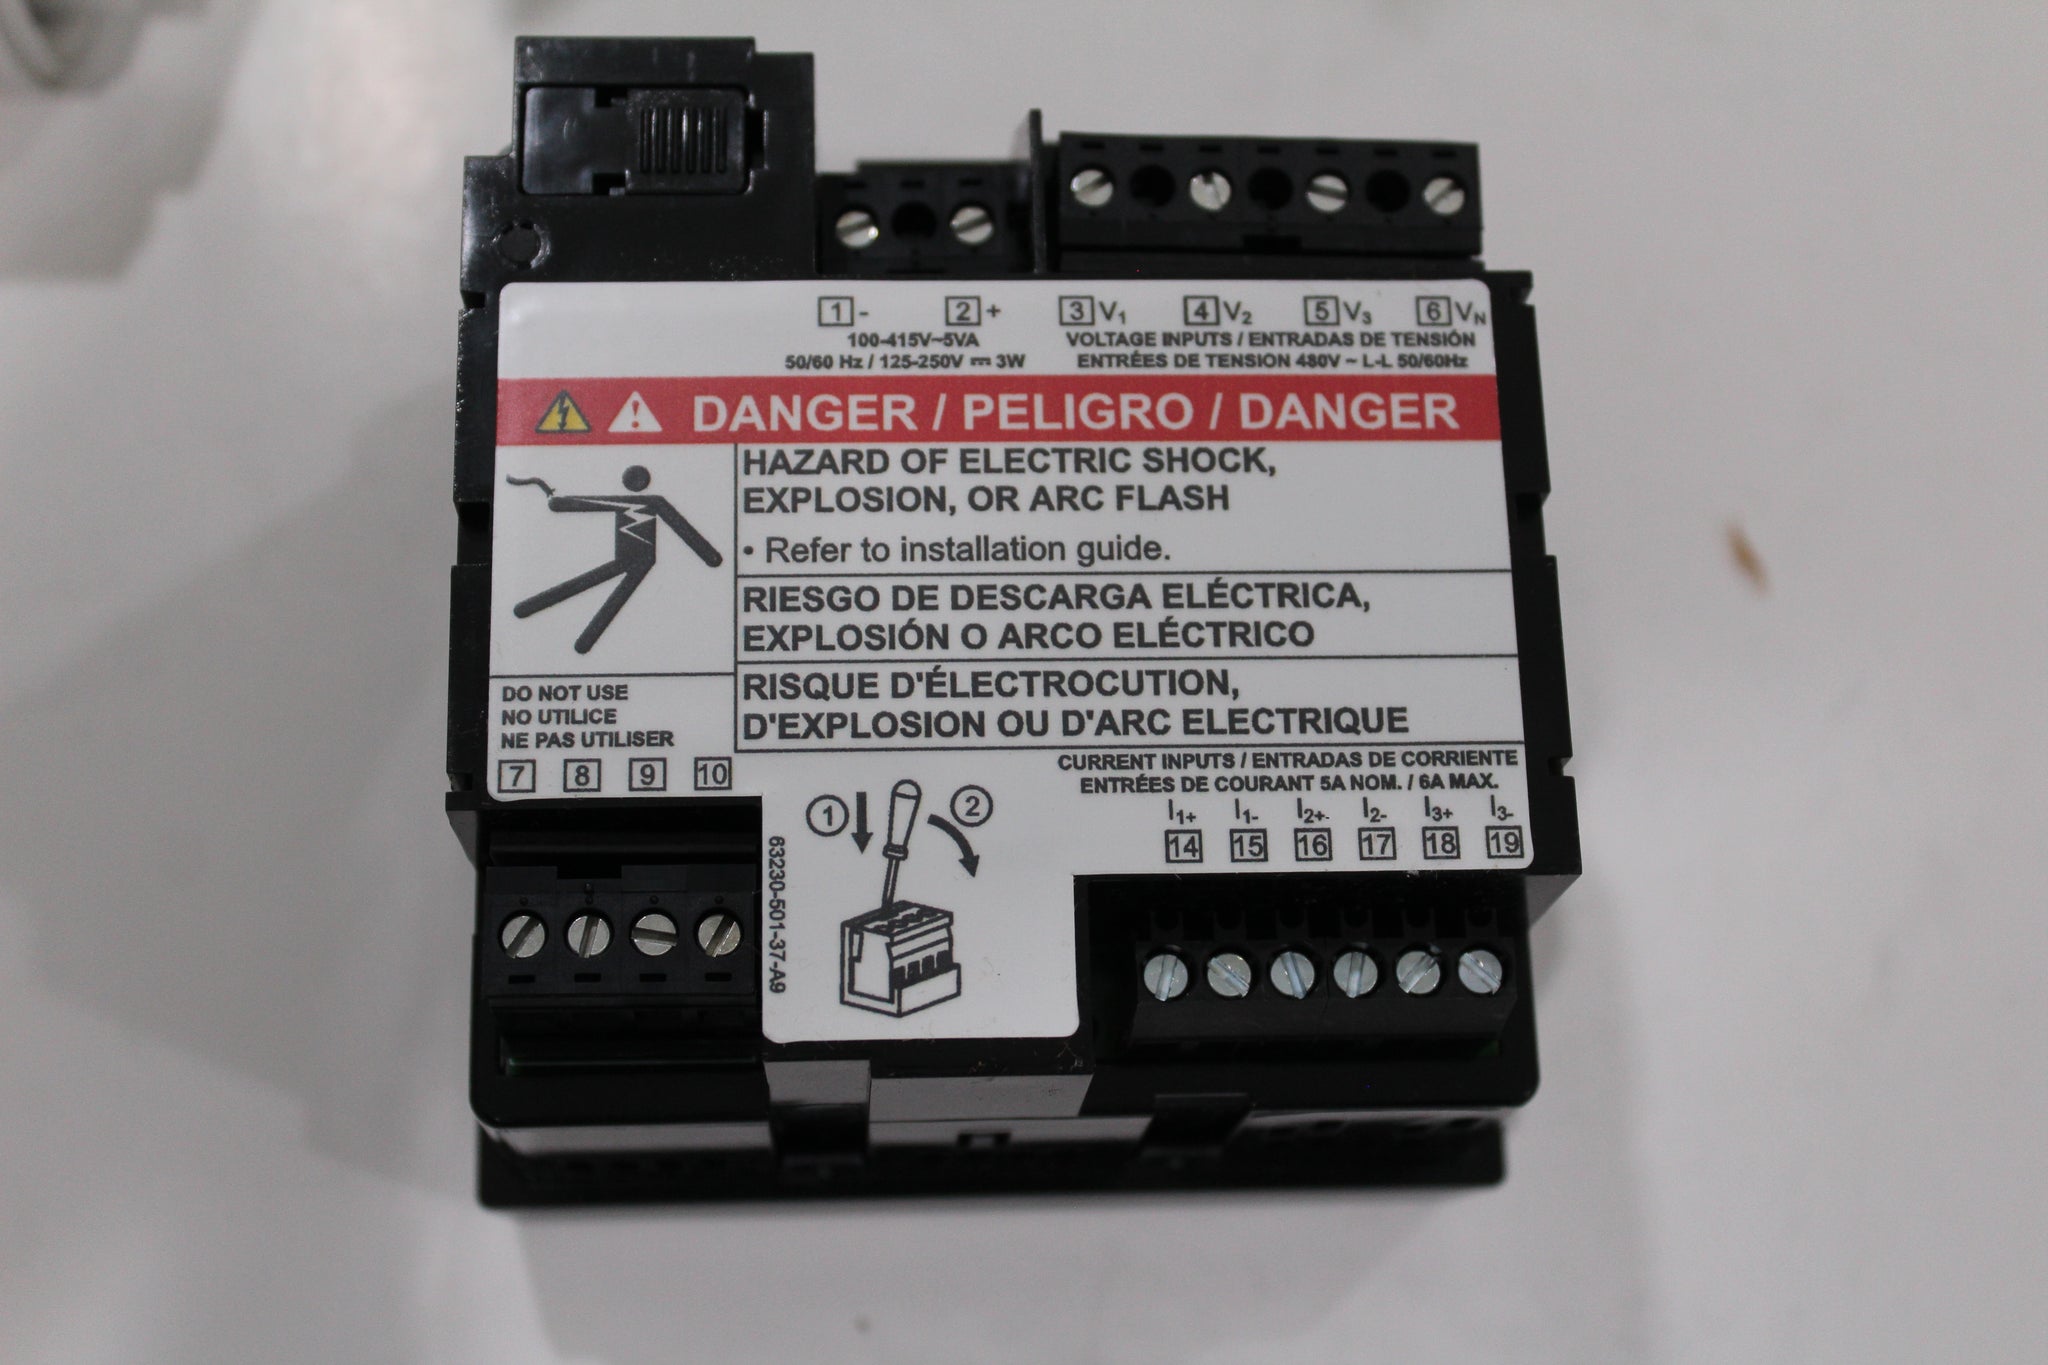 1 - 2 + 3 V1 4 V2 5 V3 6 VN
100-415V~5VA
50/60 Hz / 125-250V ⎓ 3W
VOLTAGE INPUTS / ENTRADAS DE TENSIÓN
ENTRÉES DE TENSION 480V ~ L-L 50/60Hz
DANGER / PELIGRO / DANGER
HAZARD OF ELECTRIC SHOCK,
EXPLOSION, OR ARC FLASH
• Refer to installation guide.
RIESGO DE DESCARGA ELÉCTRICA,
EXPLOSIÓN O ARCO ELÉCTRICO
RISQUE D'ÉLECTROCUTION,
D'EXPLOSION OU D'ARC ELECTRIQUE
DO NOT USE
NO UTILICE
NE PAS UTILISER
7 8 9 10
CURRENT INPUTS / ENTRADAS DE CORRIENTE
ENTRÉES DE COURANT 5A NOM. / 6A MAX.
I1+ I1- I2+ I2- I3+ I3-
14 15 16 17 18 19
1 2
63230-501-37-A9